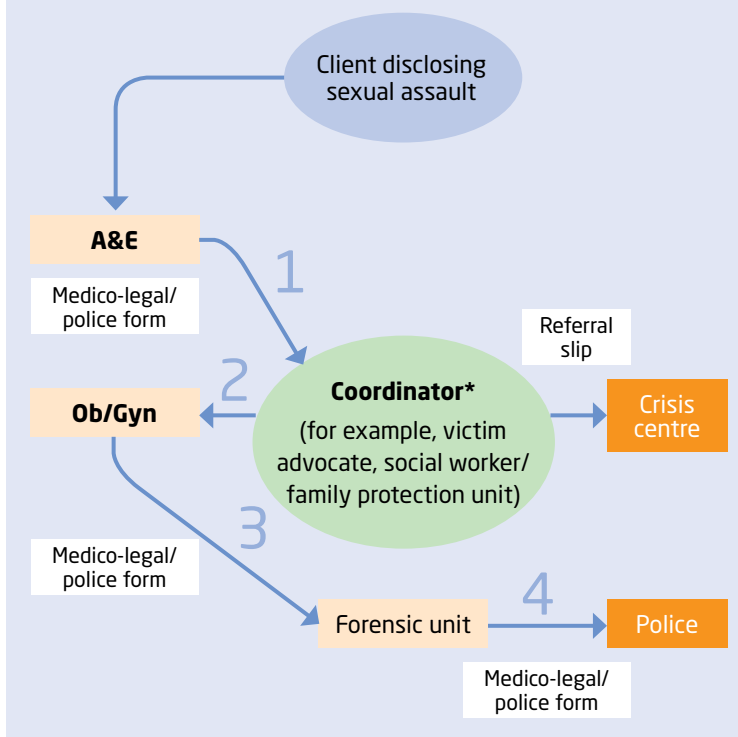 Client disclosing
sexual assault
A&E
Medico-legal/
police form
1
Referral
slip
2
Ob/Gyn
Coordinator*
(for example, victim
advocate, social worker/
family protection unit)
Crisis
centre
3
Medico-legal/
police form
Forensic unit
4
Police
Medico-legal/
police form